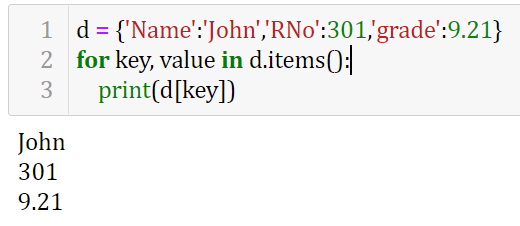 1 d = {'Name':'John','RNo':301,'grade':9.21}
2 for key, value in d.items():
3 print(d[key])
John
301
9.21